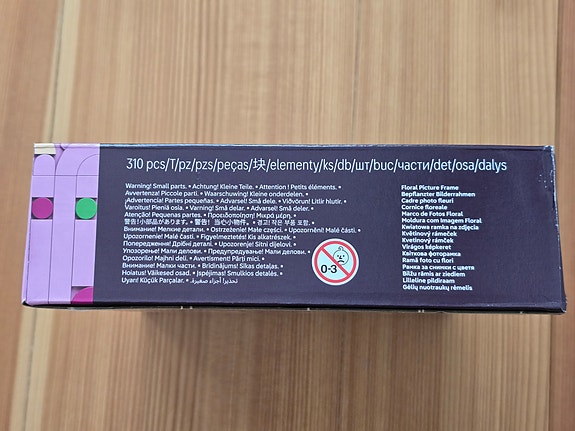 310 pcs/T/pz/pzs/peças/块/elementy/ks/db/шт/buc/части/det/osa/dalys
Warning! Small parts. • Achtung! Kleine Teile. • Attention ! Petits éléments. •
Avvertenza! Piccole parti. • Waarschuwing! Kleine onderdelen. •
¡Advertencia! Partes pequeñas. • Advarsel! Små dele. • Viðvörun! Litlir hlutir. •
Varoitus! Pieniä osia. • Varning! Små delar. • Advarsel! Små deler. •
Atenção! Pequenas partes. • Προειδοποίηση! Μικρά μέρη. •
警告!小部品があります。• 警告! 当心小物件。• 경고! 작은 부품 포함. •
Внимание! Мелкие детали. • Ostrzeżenie! Małe części. • Upozornění! Malé části. •
Upozornenie! Malé časti. • Figyelmeztetés! Kis alkatrészek. •
Попередження! Дрібні деталі. • Upozorenje! Sitni dijelovi. •
Упозорење! Мали делови. • Предупредување! Мали делови. •
Opozorilo! Majhni deli. • Avertisment! Părți mici. •
Внимание! Малки части. • Brīdinājums! Sīkas detaļas. •
Hoiatus! Väikesed osad. • Įspėjimas! Smulkios detalės. •
Uyarı! Küçük Parçalar. • تحذير! أجزاء صغيرة. •
0-3
Floral Picture Frame
Bepflanzter Bilderrahmen
Cadre photo fleuri
Cornice floreale
Marco de Fotos Floral
Moldura com Imagem Floral
Kwiatowa ramka na zdjęcia
Květinový rámeček
Kvetinový rámček
Virágos képkeret
Квіткова фоторамка
Ramă foto cu flori
Рамка за снимки с цветя
Bilžu rāmis ar ziediem
Lilleline pildiraam
Gėlių nuotraukų rėmelis